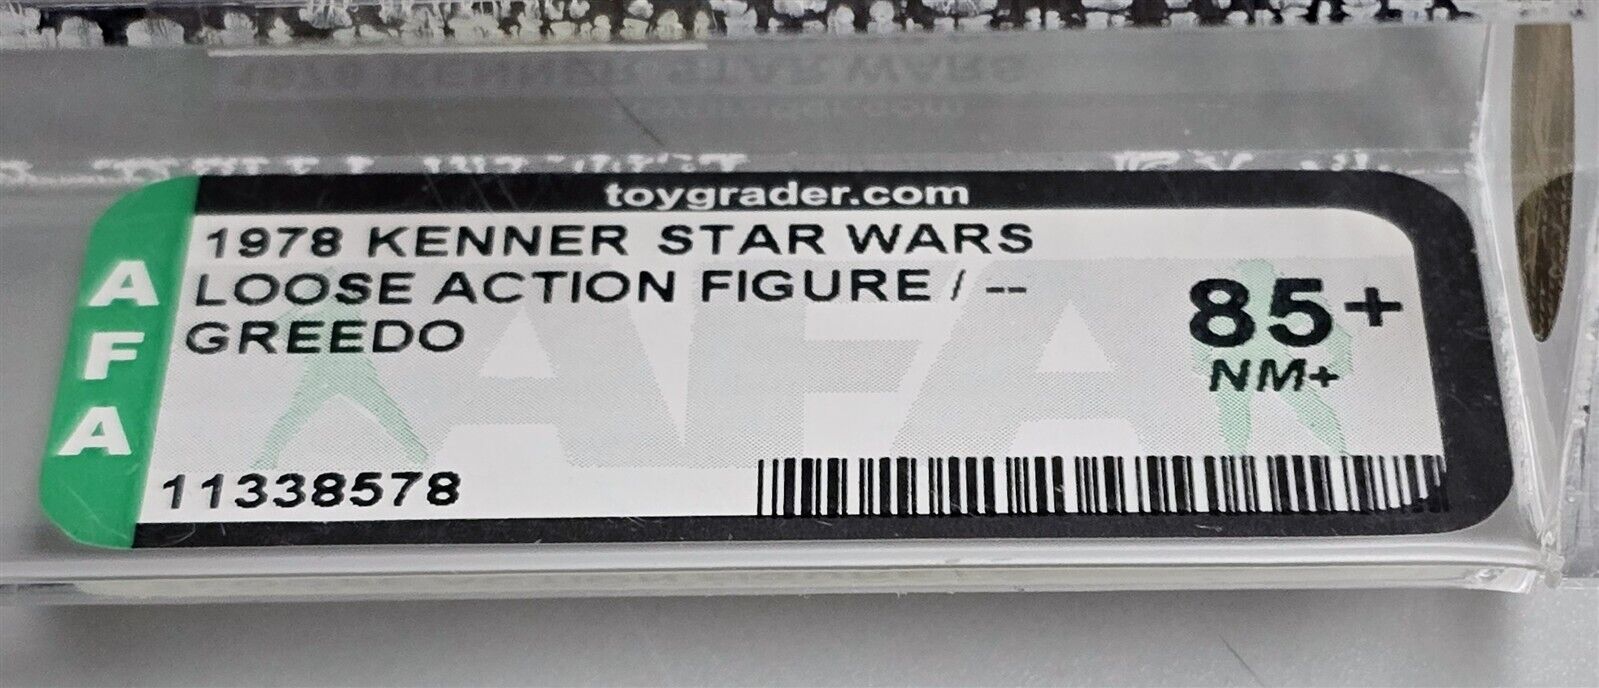 toygrader.com
1978 KENNER STAR WARS
LOOSE ACTION FIGURE / --
GREEDO
85+
NM+
AFA
11338578